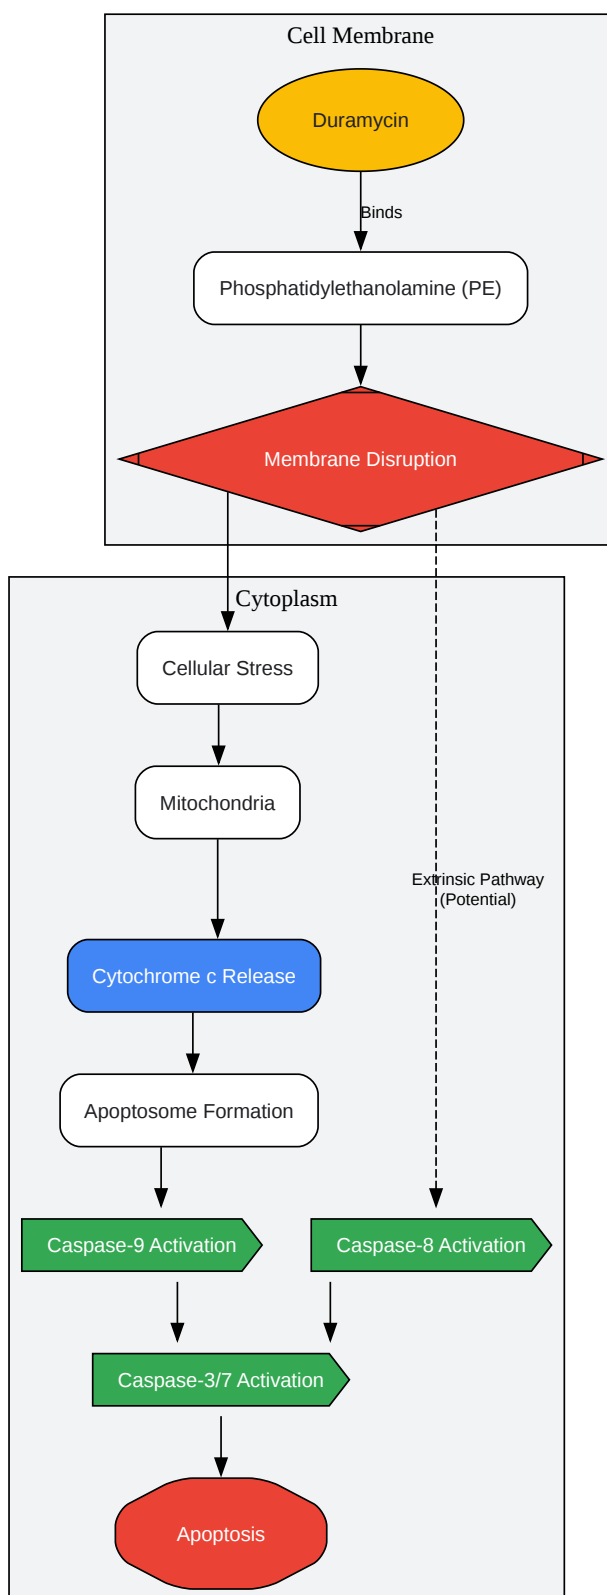 Cell Membrane
Duramycin
Binds
Phosphatidylethanolamine (PE)
Membrane Disruption
Cytoplasm
Cellular Stress
Mitochondria
Extrinsic Pathway
(Potential)
Cytochrome c Release
Apoptosome Formation
Caspase-9 Activation
Caspase-8 Activation
Caspase-3/7 Activation
Apoptosis